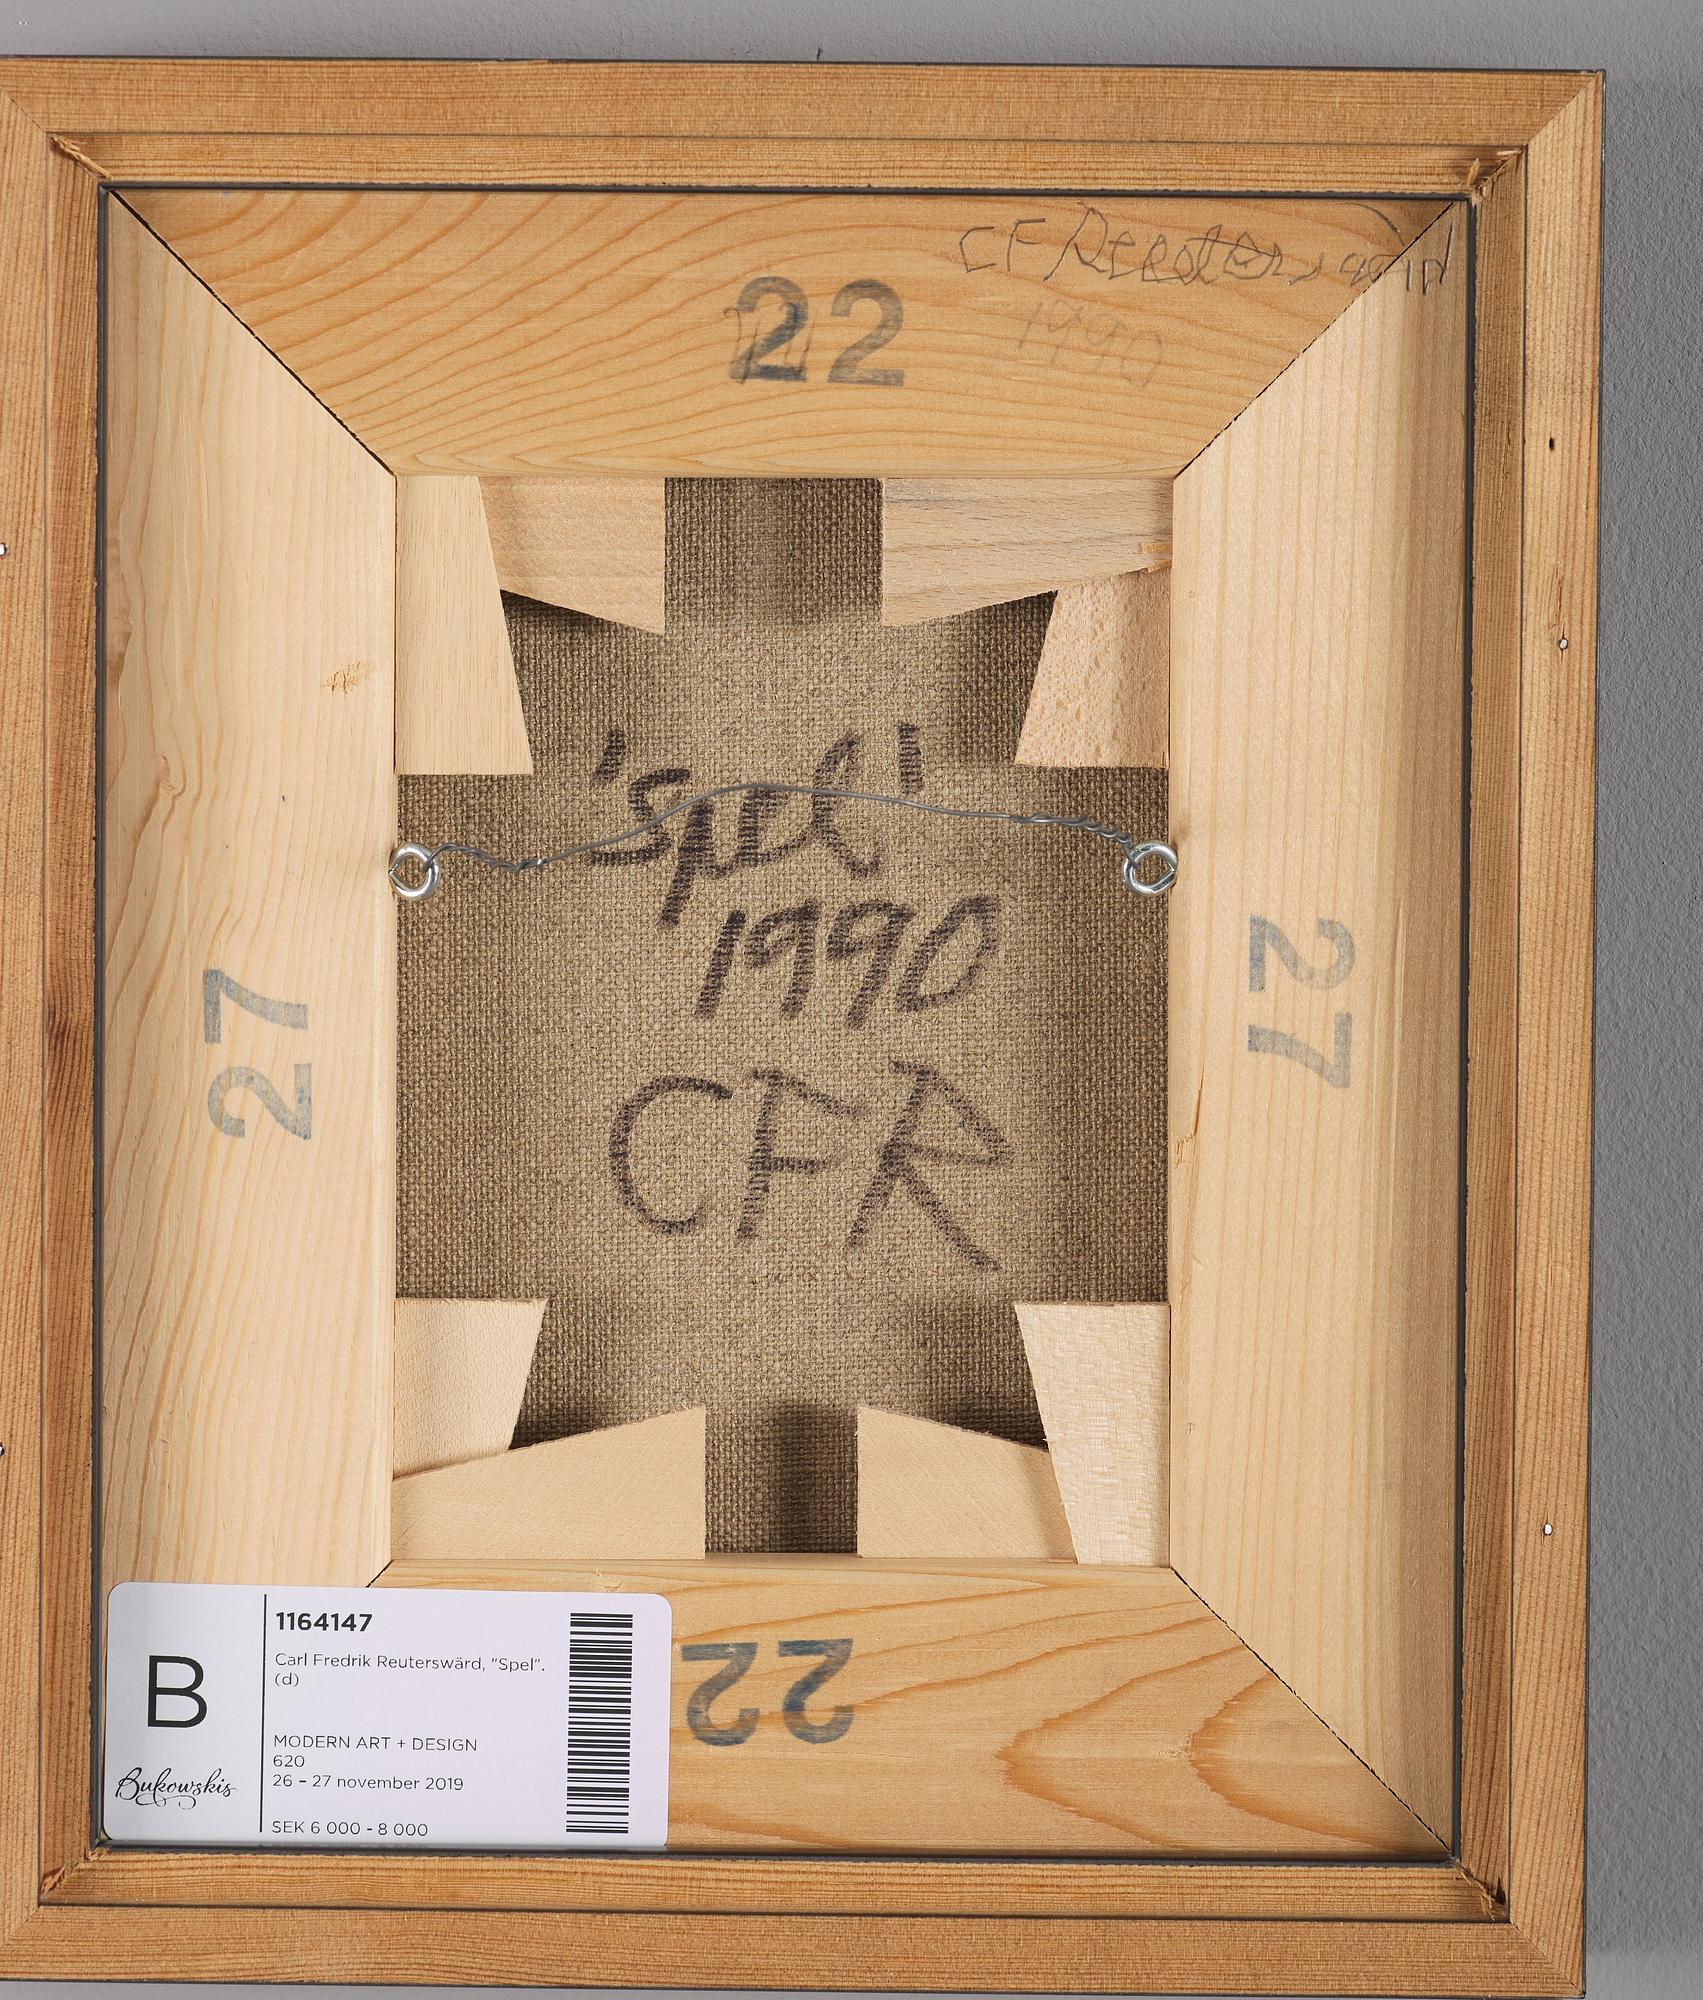 CF Reutersward
1990
22
'Spel'
1990
CFR
27
27
22
B
Bukowskis
1164147
Carl Fredrik Reuterswärd, "Spel".
(d)
MODERN ART + DESIGN
620
26 – 27 november 2019
SEK 6 000 - 8 000